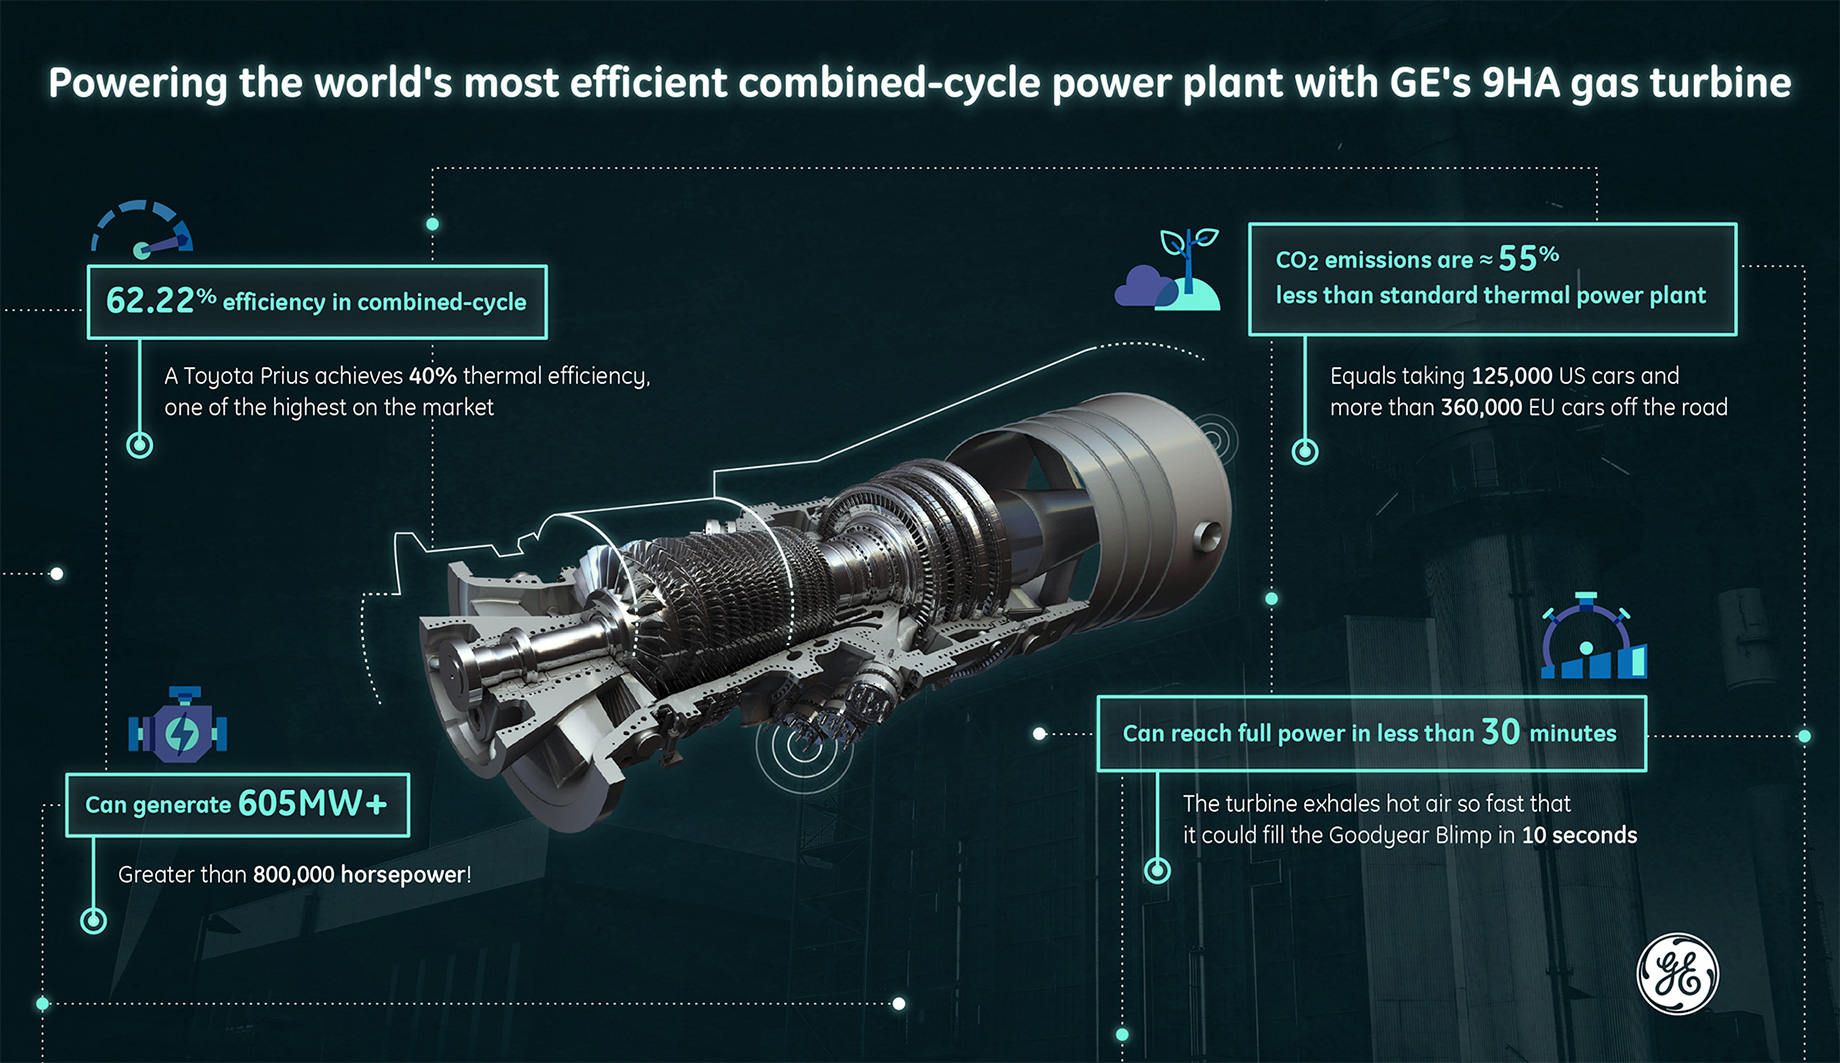 Powering the world's most efficient combined-cycle power plant with GE's 9HA gas turbine
62.22% efficiency in combined-cycle
A Toyota Prius achieves 40% thermal efficiency,
one of the highest on the market
CO2 emissions are ≈ 55%
less than standard thermal power plant
Equals taking 125,000 US cars and
more than 360,000 EU cars off the road
Can generate 605MW+
Greater than 800,000 horsepower!
Can reach full power in less than 30 minutes
The turbine exhales hot air so fast that
it could fill the Goodyear Blimp in 10 seconds
GE